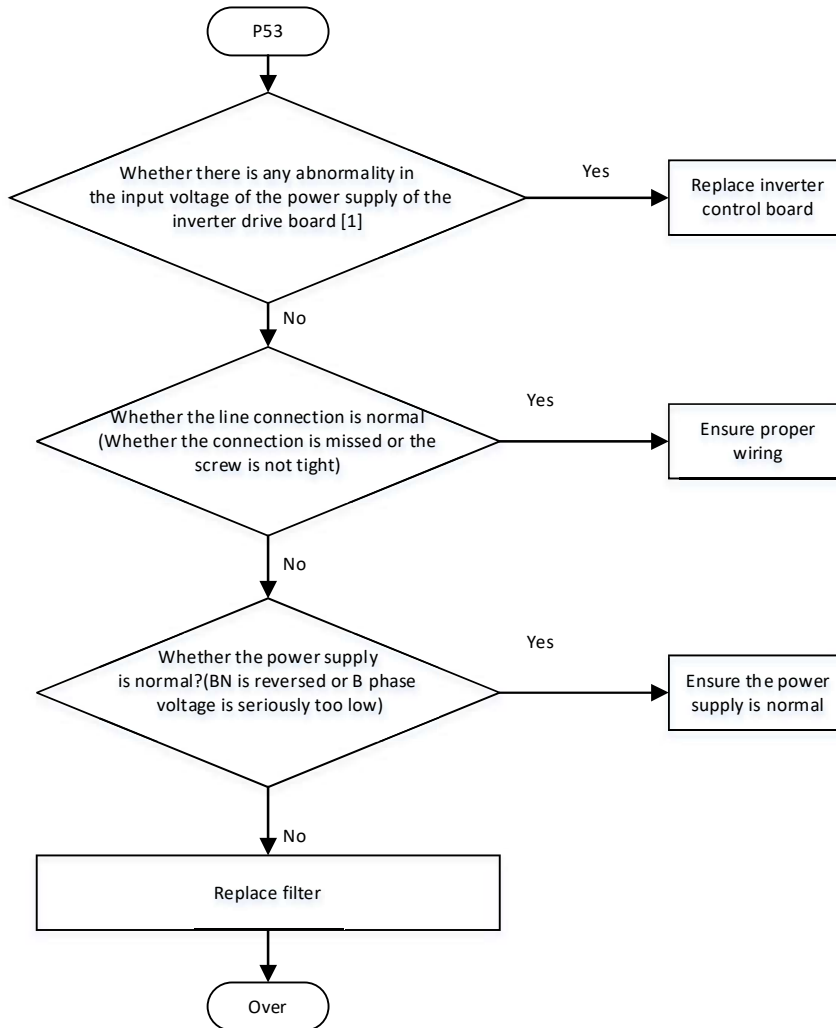 P53
Whether there is any abnormality in
the input voltage of the power supply of the
inverter drive board [1]
Yes
Replace inverter
control board
No
Whether the line connection is normal
(Whether the connection is missed or the
screw is not tight)
Yes
Ensure proper
wiring
No
Whether the power supply
is normal?(BN is reversed or B phase
voltage is seriously too low)
Yes
Ensure the power
supply is normal
No
Replace filter
Over